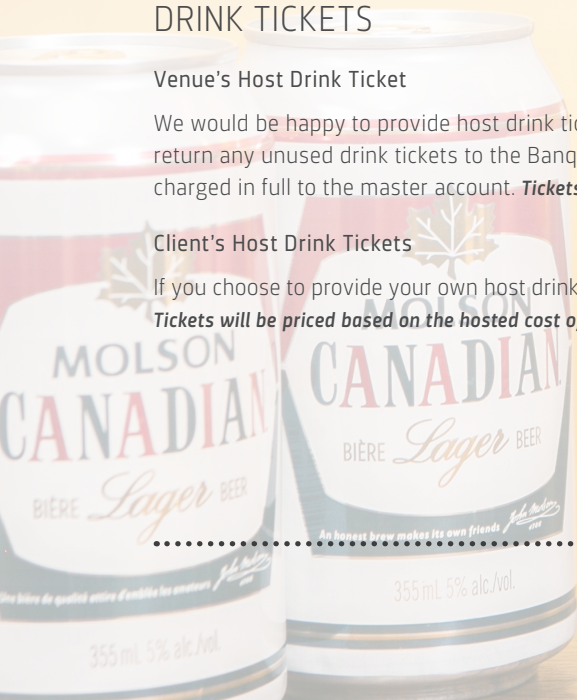 DRINK TICKETS
Venue's Host Drink Ticket
We would be happy to provide host drink
return any unused drink tickets to the
charged in full to the master account. Tickets
Client's Host Drink Tickets
If you choose to provide your own host drink
Tickets will be priced based on the hosted cost
MOLSON
CANADIAN
BIÈRE Lager BEER
355 mL 5% alc./vol.
MOLSON
CANADIAN
BIÈRE Lager BEER
An honest brew makes its own friends
John Molson
1786
355 mL 5% alc./vol.